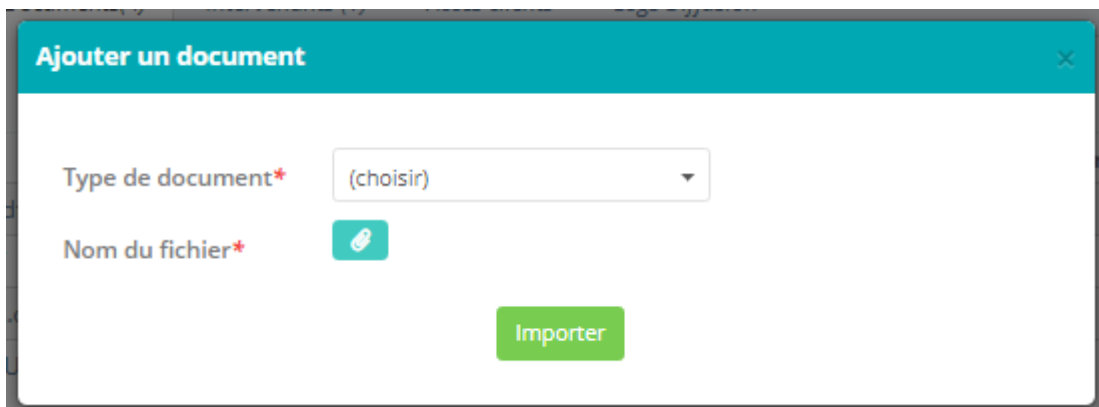 Ajouter un document
×
Type de document*
(choisir)
Nom du fichier*
Importer